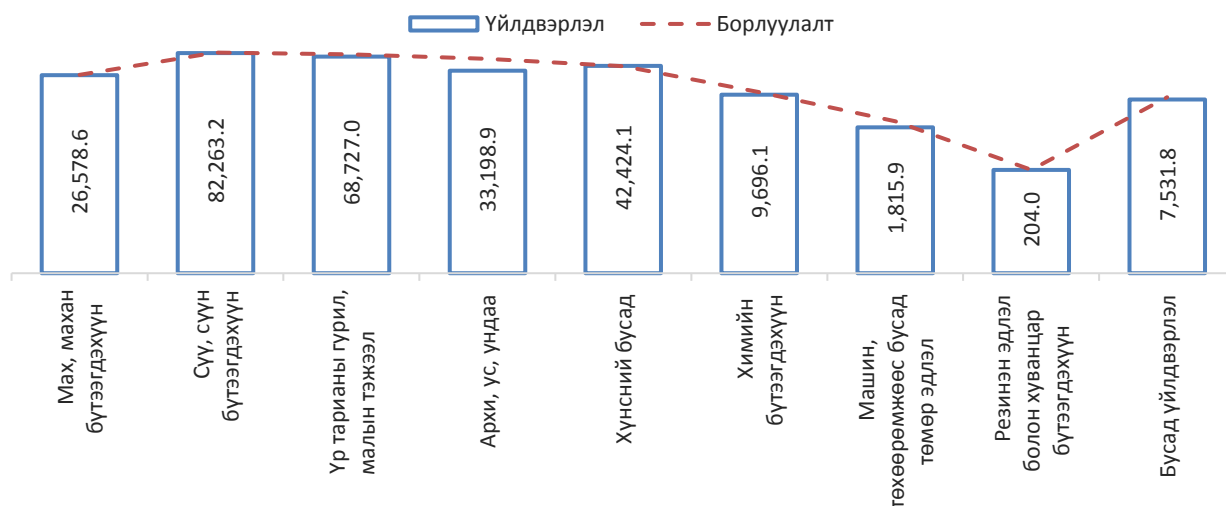 Үйлдвэрлэл
Борлуулалт
26,578.6
82,263.2
68,727.0
33,198.9
42,424.1
9,696.1
1,815.9
204.0
7,531.8
Мах, махан
бүтээгдэхүүн
Сүү, сүүн
бүтээгдэхүүн
Үр тарианы гурил,
малын тэжээл
Архи, ус, ундаа
Хүнсний бусад
Химийн
бүтээгдэхүүн
Машин,
төхөөрөмжөөс бусад
төмөр эдлэл
Резинэн эдлэл
болон хуванцар
бүтээгдэхүүн
Бусад үйлдвэрлэл